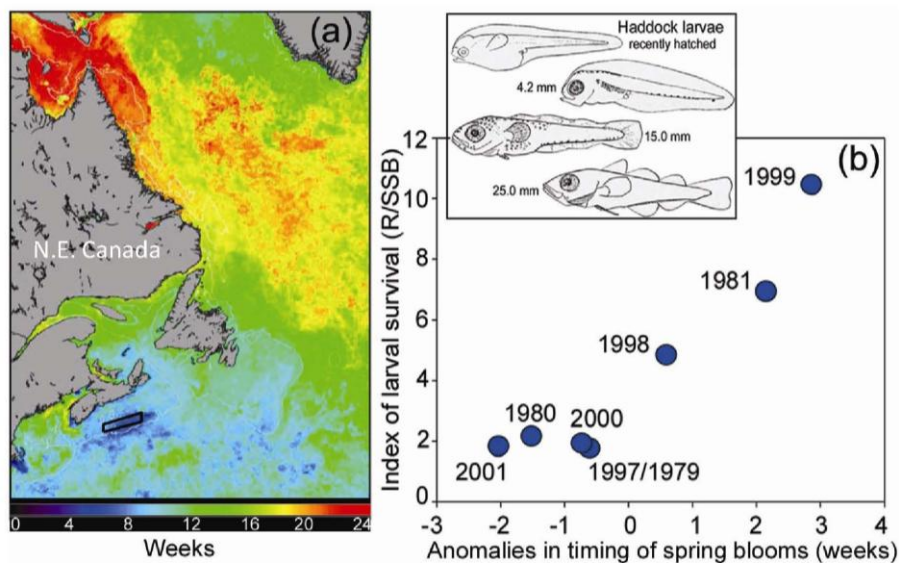 (a)
N.E. Canada
0 4 8 12 16 20 24
Weeks
Haddock larvae
recently hatched
4.2 mm
15.0 mm
25.0 mm
(b)
Index of larval survival (R/SSB)
12
10
8
6
4
2
0
1999
1981
1998
1980
2000
2001
1997/1979
-3 -2 -1 0 1 2 3 4
Anomalies in timing of spring blooms (weeks)